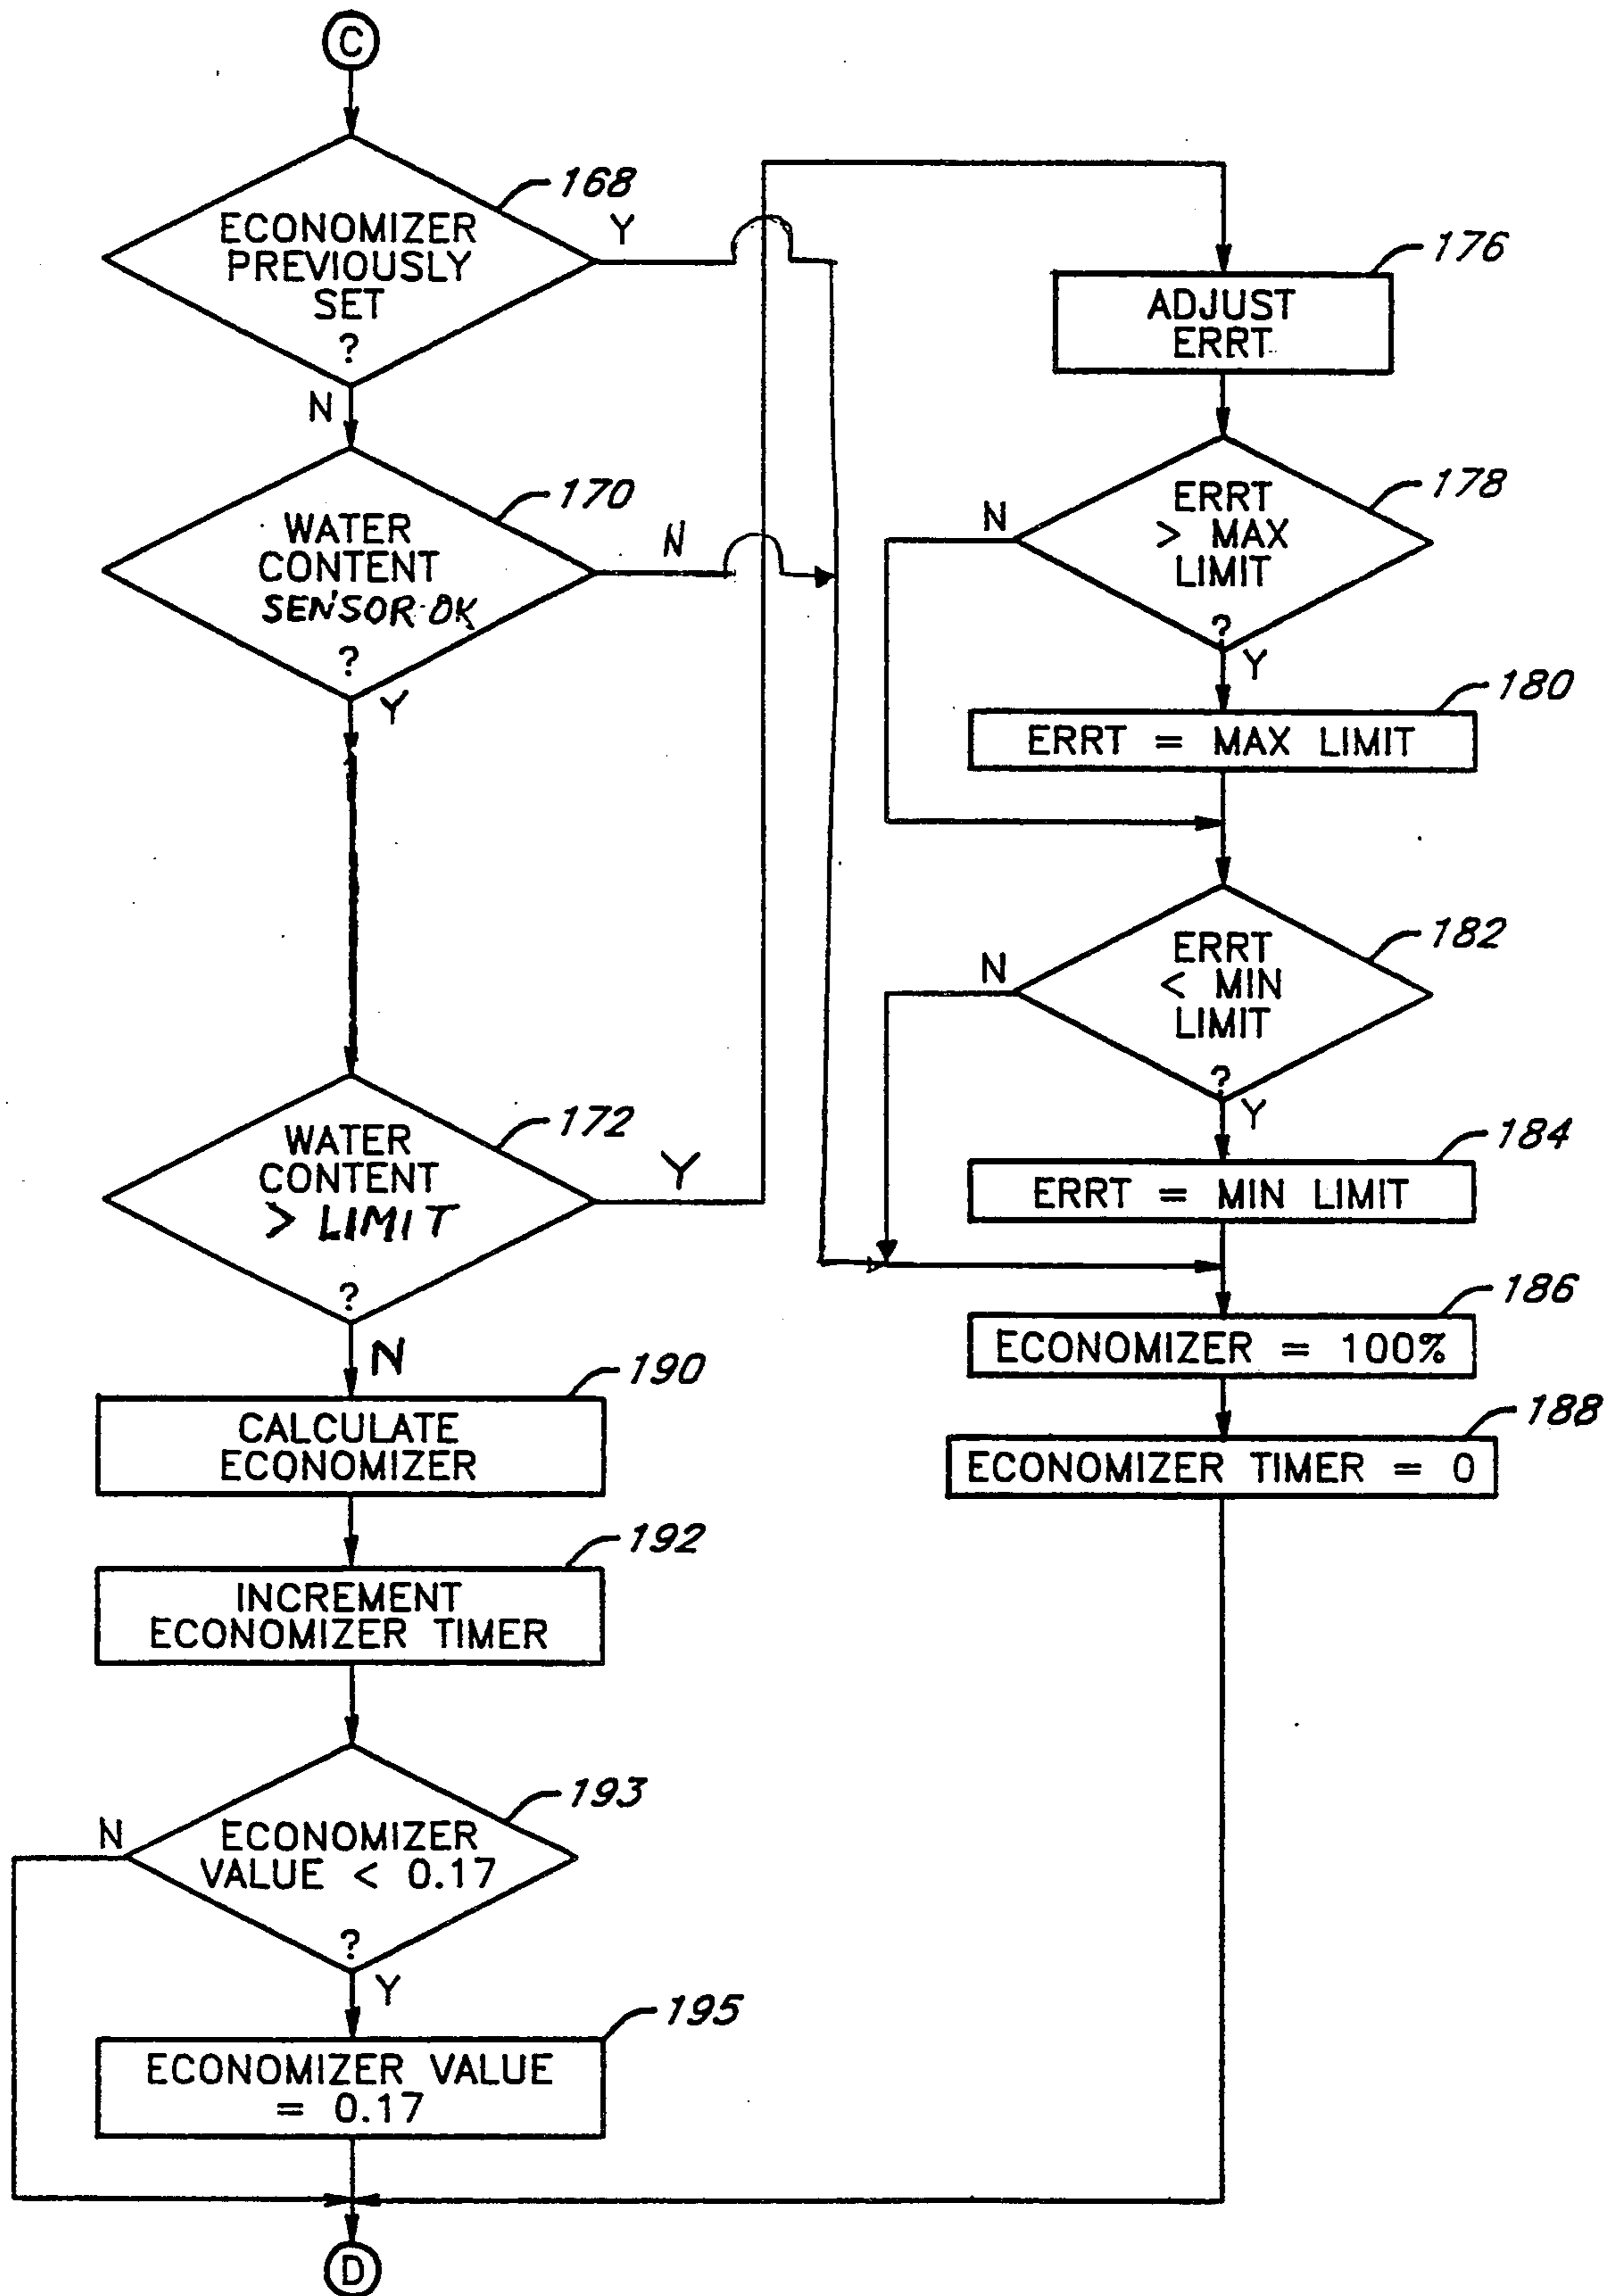 C
168
ECONOMIZER
PREVIOUSLY
SET
?
Y
N
170
WATER
CONTENT
SENSOR OK
?
N
Y
172
WATER
CONTENT
> LIMIT
?
Y
N
190
CALCULATE
ECONOMIZER
192
INCREMENT
ECONOMIZER TIMER
193
ECONOMIZER
VALUE < 0.17
?
N
Y
195
ECONOMIZER VALUE
= 0.17
D
176
ADJUST
ERRT
178
ERRT
> MAX
LIMIT
?
N
Y
180
ERRT = MAX LIMIT
182
ERRT
< MIN
LIMIT
?
N
Y
184
ERRT = MIN LIMIT
186
ECONOMIZER = 100%
188
ECONOMIZER TIMER = 0